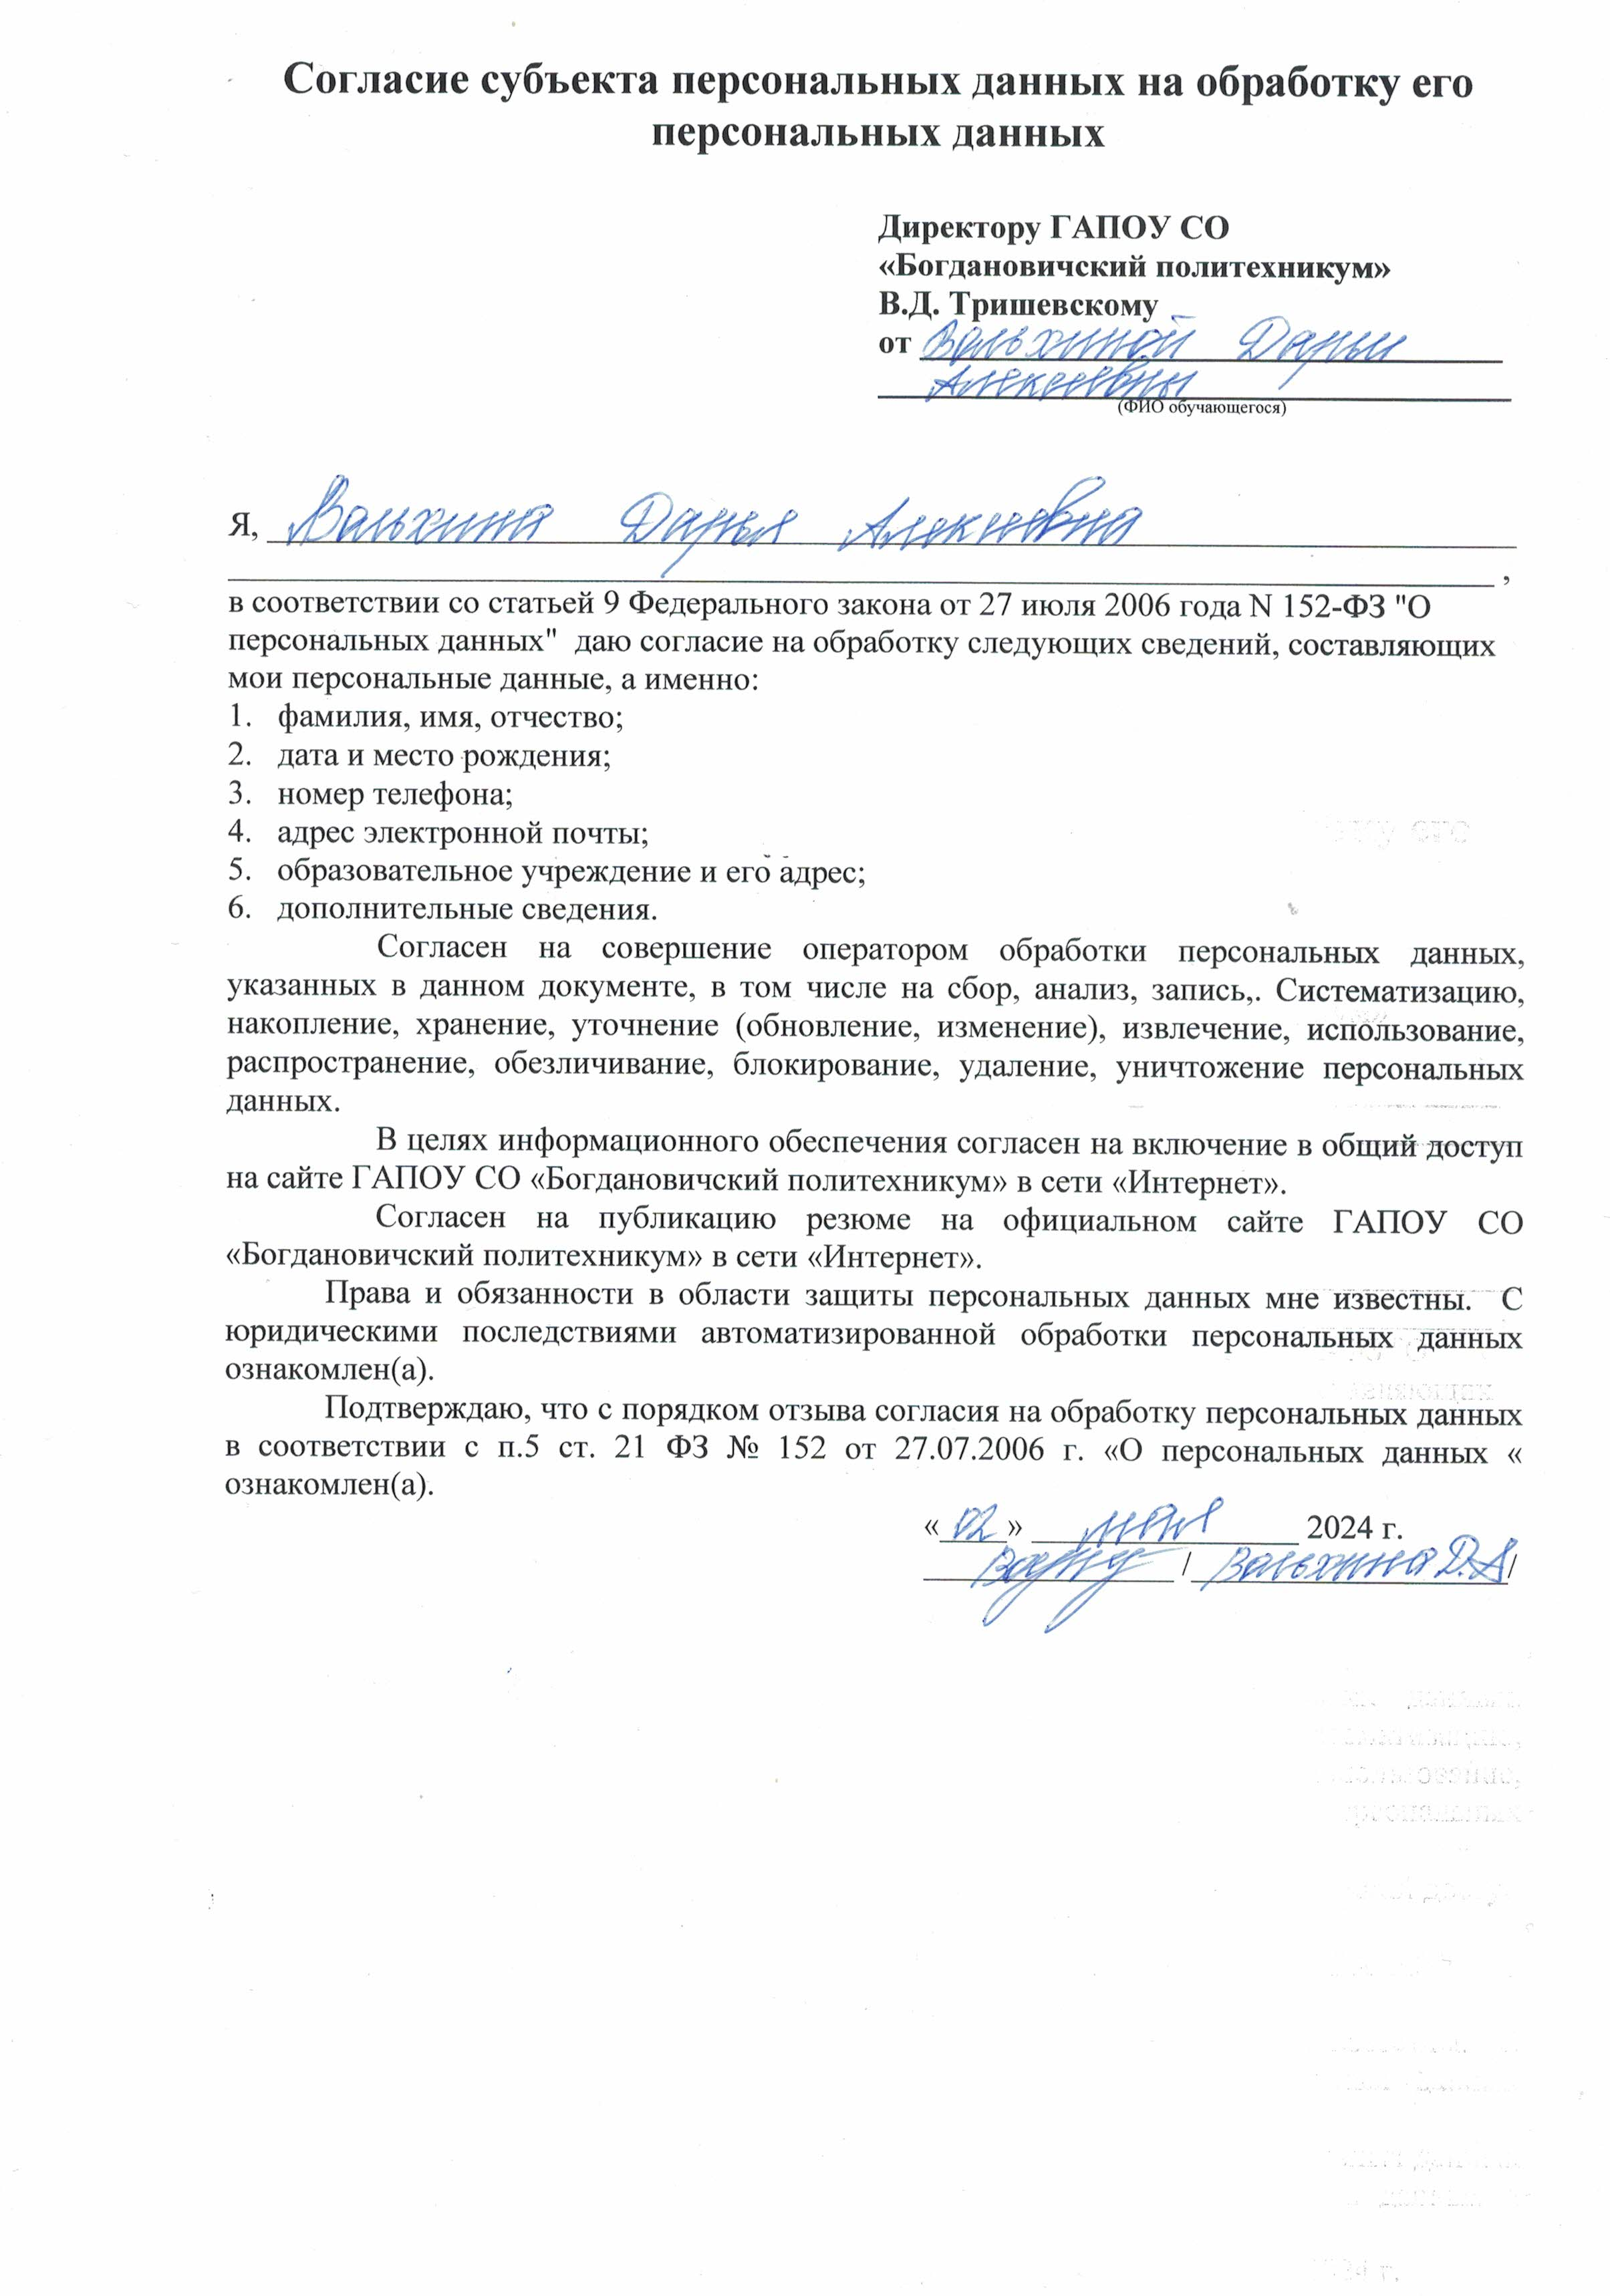 Согласие субъекта персональных данных на обработку его
персональных данных
Директору ГАПОУ СО
«Богдановичский политехникум»
В.Д. Тришевскому
от Вальхиной Дарьи
Алексеевны
(ФИО обучающегося)
Я, Вальхина Дарья Алексеевна
,
в соответствии со статьей 9 Федерального закона от 27 июля 2006 года N 152-ФЗ "О
персональных данных" даю согласие на обработку следующих сведений, составляющих
мои персональные данные, а именно:
1. фамилия, имя, отчество;
2. дата и место рождения;
3. номер телефона;
4. адрес электронной почты;
5. образовательное учреждение и его адрес;
6. дополнительные сведения.
Согласен на совершение оператором обработки персональных данных,
указанных в данном документе, в том числе на сбор, анализ, запись,. Систематизацию,
накопление, хранение, уточнение (обновление, изменение), извлечение, использование,
распространение, обезличивание, блокирование, удаление, уничтожение персональных
данных.
В целях информационного обеспечения согласен на включение в общий доступ
на сайте ГАПОУ СО «Богдановичский политехникум» в сети «Интернет».
Согласен на публикацию резюме на официальном сайте ГАПОУ СО
«Богдановичский политехникум» в сети «Интернет».
Права и обязанности в области защиты персональных данных мне известны. С
юридическими последствиями автоматизированной обработки персональных данных
ознакомлен(а).
Подтверждаю, что с порядком отзыва согласия на обработку персональных данных
в соответствии с п.5 ст. 21 ФЗ № 152 от 27.07.2006 г. «О персональных данных «
ознакомлен(а).
«02» мая 2024 г.
/ Вальхина Д.А/